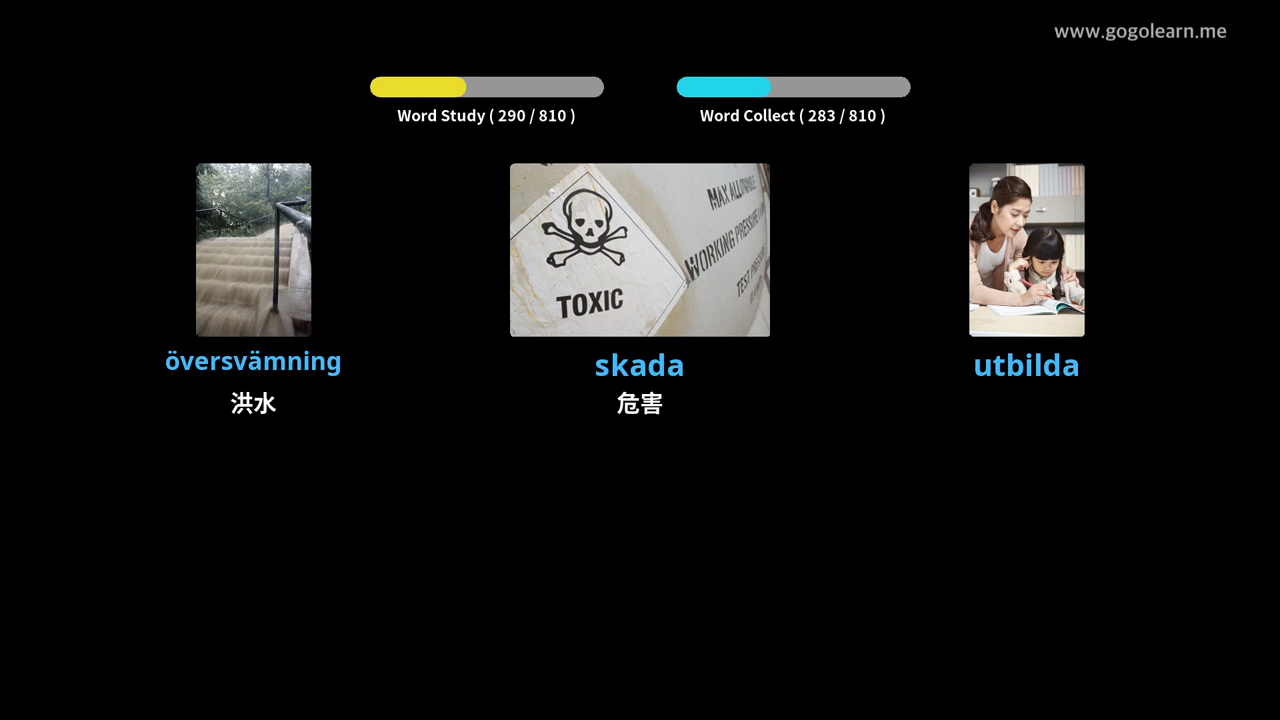 www.gogolearn.me
Word Study ( 290 / 810 )
Word Collect ( 283 / 810 )
TOXIC
MAX ALLOWABLE
WORKING PRESSURE
TEST PRESSURE
översvämning
skada
utbilda
洪水
危害